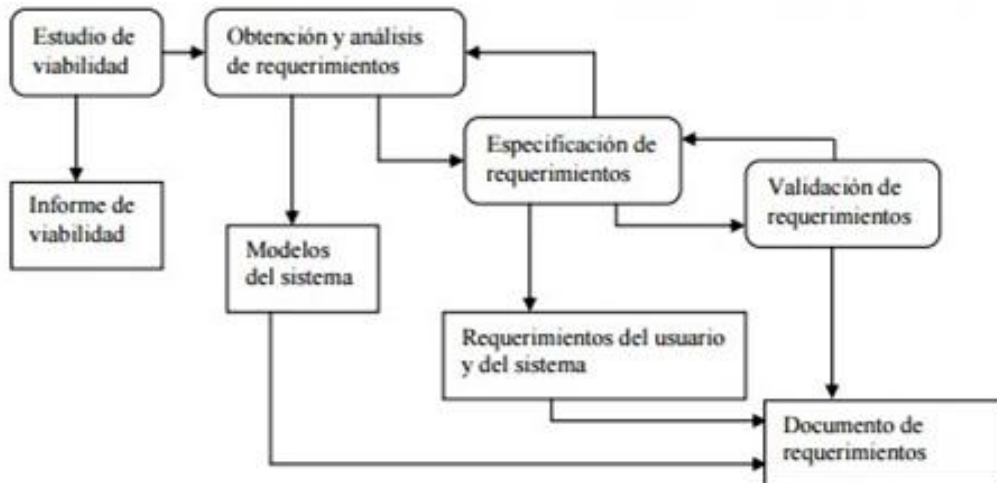 Estudio de
viabilidad
Obtención y análisis
de requerimientos
Especificación de
requerimientos
Validación de
requerimientos
Informe de
viabilidad
Modelos
del sistema
Requerimientos del usuario
y del sistema
Documento de
requerimientos